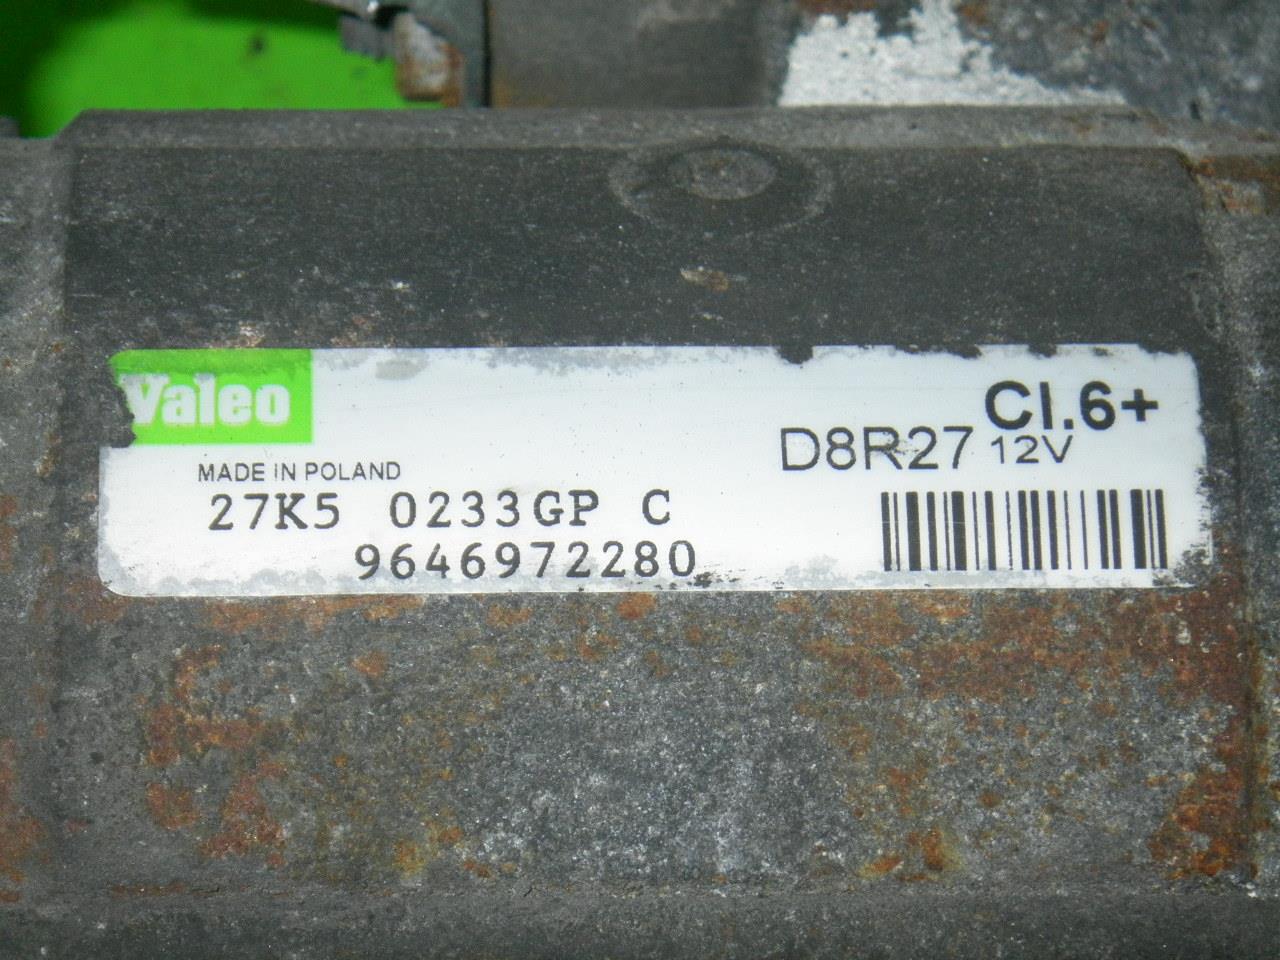 Valeo
Cl.6+
D8R27 12V
MADE IN POLAND
27K5 0233GP C
9646972280